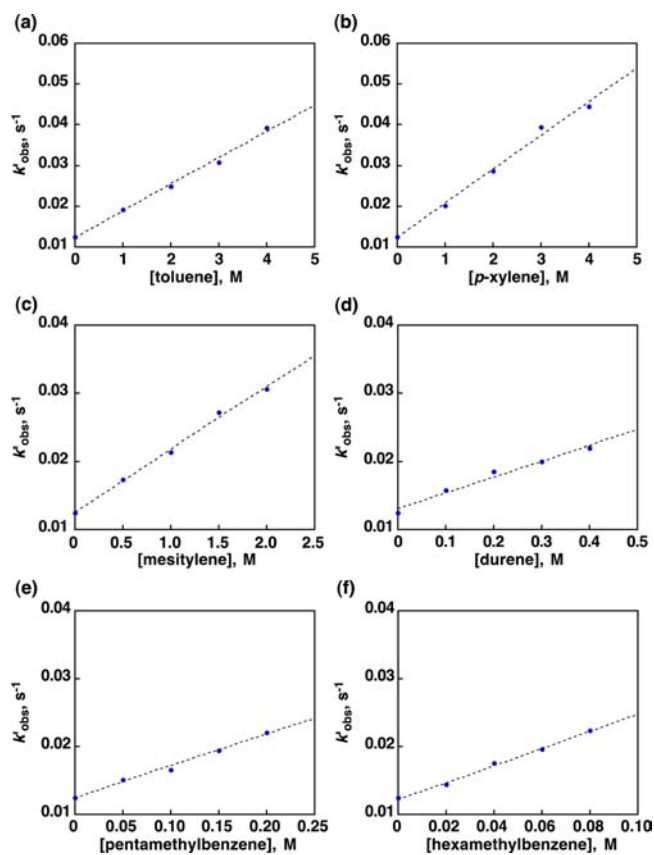 (a)
0.06
0.05
0.04
0.03
0.02
0.01
k'obs, s-1
0 1 2 3 4 5
[toluene], M
(b)
0.06
0.05
0.04
0.03
0.02
0.01
k'obs, s-1
0 1 2 3 4 5
[p-xylene], M
(c)
0.04
0.03
0.02
0.01
k'obs, s-1
0 0.5 1.0 1.5 2.0 2.5
[mesitylene], M
(d)
0.04
0.03
0.02
0.01
k'obs, s-1
0 0.1 0.2 0.3 0.4 0.5
[durene], M
(e)
0.04
0.03
0.02
0.01
k'obs, s-1
0 0.05 0.10 0.15 0.20 0.25
[pentamethylbenzene], M
(f)
0.04
0.03
0.02
0.01
k'obs, s-1
0 0.02 0.04 0.06 0.08 0.10
[hexamethylbenzene], M